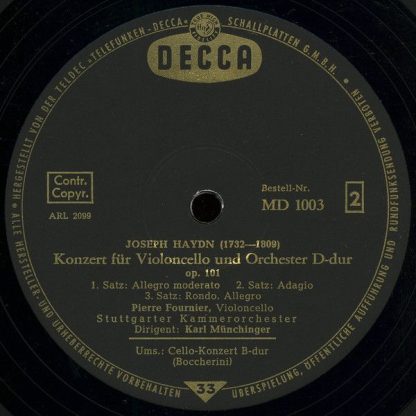 HERGESTELLT VON DER TELDEC »TELEFUNKEN-DECCA« SCHALLPLATTEN G.M.B.H.
DECCA
Contr.
Copyr.
ARL 2099
Bestell-Nr.
MD 1003
2
JOSEPH HAYDN (1732—1809)
Konzert für Violoncello und Orchester D-dur
op. 101
1. Satz: Allegro moderato 2. Satz: Adagio
3. Satz: Rondo. Allegro
Pierre Fournier, Violoncello
Stuttgarter Kammerorchester
Dirigent: Karl Münchinger
Ums.: Cello-Konzert B-dur
(Boccherini)
33
ALLE HERSTELLER- UND URHEBERRECHTE VORBEHALTEN
ÜBERSPIELUNG, ÖFFENTLICHE AUFFÜHRUNG UND RUNDFUNKSENDUNG VERBOTEN